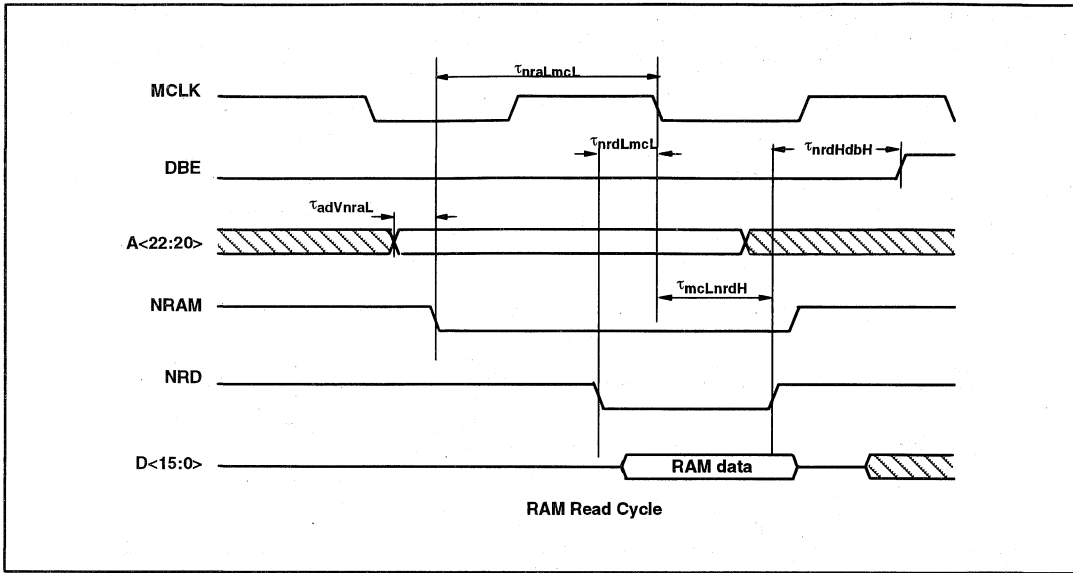 τnraLmcL
MCLK
τnrdLmcL
τnrdHdbH
DBE
τadVnraL
A<22:20>
τmcLnrdH
NRAM
NRD
D<15:0>
RAM data
RAM Read Cycle